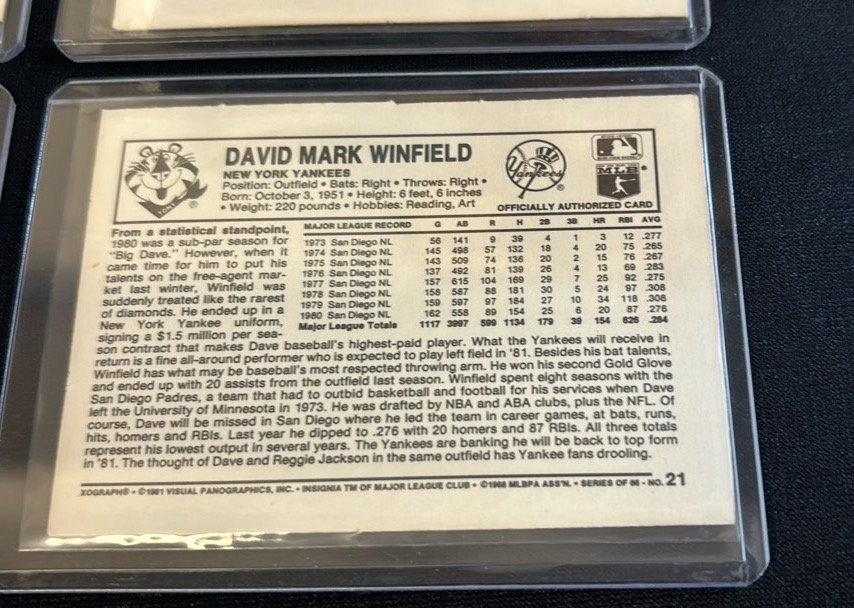 DAVID MARK WINFIELD
NEW YORK YANKEES
Position: Outfield • Bats: Right • Throws: Right •
Born: October 3, 1951 • Height: 6 feet, 6 inches
• Weight: 220 pounds • Hobbies: Reading, Art
TONY
Yankees
®
MLB
OFFICIALLY AUTHORIZED CARD
From a statistical standpoint,
1980 was a sub-par season for
"Big Dave." However, when it
came time for him to put his
talents on the free-agent mar-
ket last winter, Winfield was
suddenly treated like the rarest
of diamonds. He ended up in a
New York Yankee uniform,
signing a $1.5 million per sea-
MAJOR LEAGUE RECORD G AB R H 2B 3B HR RBI AVG
1973 San Diego NL 56 141 9 39 4 1 3 12 .277
1974 San Diego NL 145 498 57 132 18 4 20 75 .265
1975 San Diego NL 143 509 74 136 20 2 15 76 .267
1976 San Diego NL 137 492 81 139 26 4 13 69 .283
1977 San Diego NL 157 615 104 169 29 7 25 92 .275
1978 San Diego NL 158 587 88 181 30 5 24 97 .308
1979 San Diego NL 159 597 97 184 27 10 34 118 .308
1980 San Diego NL 162 558 89 154 25 6 20 87 .276
Major League Totals 1117 3997 599 1134 179 39 154 626 .284
son contract that makes Dave baseball's highest-paid player. What the Yankees will receive in
return is a fine all-around performer who is expected to play left field in '81. Besides his bat talents,
Winfield has what may be baseball's most respected throwing arm. He won his second Gold Glove
and ended up with 20 assists from the outfield last season. Winfield spent eight seasons with the
San Diego Padres, a team that had to outbid basketball and football for his services when Dave
left the University of Minnesota in 1973. He was drafted by NBA and ABA clubs, plus the NFL. Of
course, Dave will be missed in San Diego where he led the team in career games, at bats, runs,
hits, homers and RBIs. Last year he dipped to .276 with 20 homers and 87 RBIs. All three totals
represent his lowest output in several years. The Yankees are banking he will be back to top form
in '81. The thought of Dave and Reggie Jackson in the same outfield has Yankee fans drooling.
XOGRAPH® • ©1981 VISUAL PANOGRAPHICS, INC. • INSIGNIA TM OF MAJOR LEAGUE CLUB • ©1968 MLBPA ASS'N. • SERIES OF 66 – NO. 21